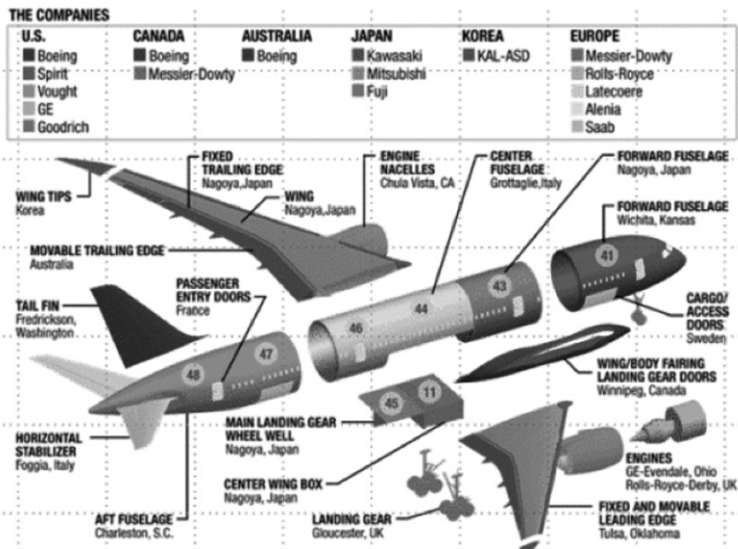 THE COMPANIES
U.S.
Boeing
Spirit
Vought
GE
Goodrich
CANADA
Boeing
Messier-Dowty
AUSTRALIA
Boeing
JAPAN
Kawasaki
Mitsubishi
Fuji
KOREA
KAL-ASD
EUROPE
Messier-Dowty
Rolls-Royce
Latecoere
Alenia
Saab
WING TIPS
Korea
FIXED
TRAILING EDGE
Nagoya,Japan
WING
Nagoya,Japan
ENGINE
NACELLES
Chula Vista, CA
CENTER
FUSELAGE
Grottaglie,Italy
FORWARD FUSELAGE
Nagoya, Japan
FORWARD FUSELAGE
Wichita, Kansas
MOVABLE TRAILING EDGE
Australia
PASSENGER
ENTRY DOORS
France
TAIL FIN
Fredrickson,
Washington
41
43
44
46
47
48
45
11
CARGO/
ACCESS
DOORS
Sweden
WING/BODY FAIRING
LANDING GEAR DOORS
Winnipeg, Canada
HORIZONTAL
STABILIZER
Foggia, Italy
MAIN LANDING GEAR
WHEEL WELL
Nagoya, Japan
CENTER WING BOX
Nagoya, Japan
AFT FUSELAGE
Charleston, S.C.
LANDING GEAR
Gloucester, UK
ENGINES
GE-Evendale, Ohio
Rolls-Royce-Derby, UK
FIXED AND MOVABLE
LEADING EDGE
Tulsa, Oklahoma